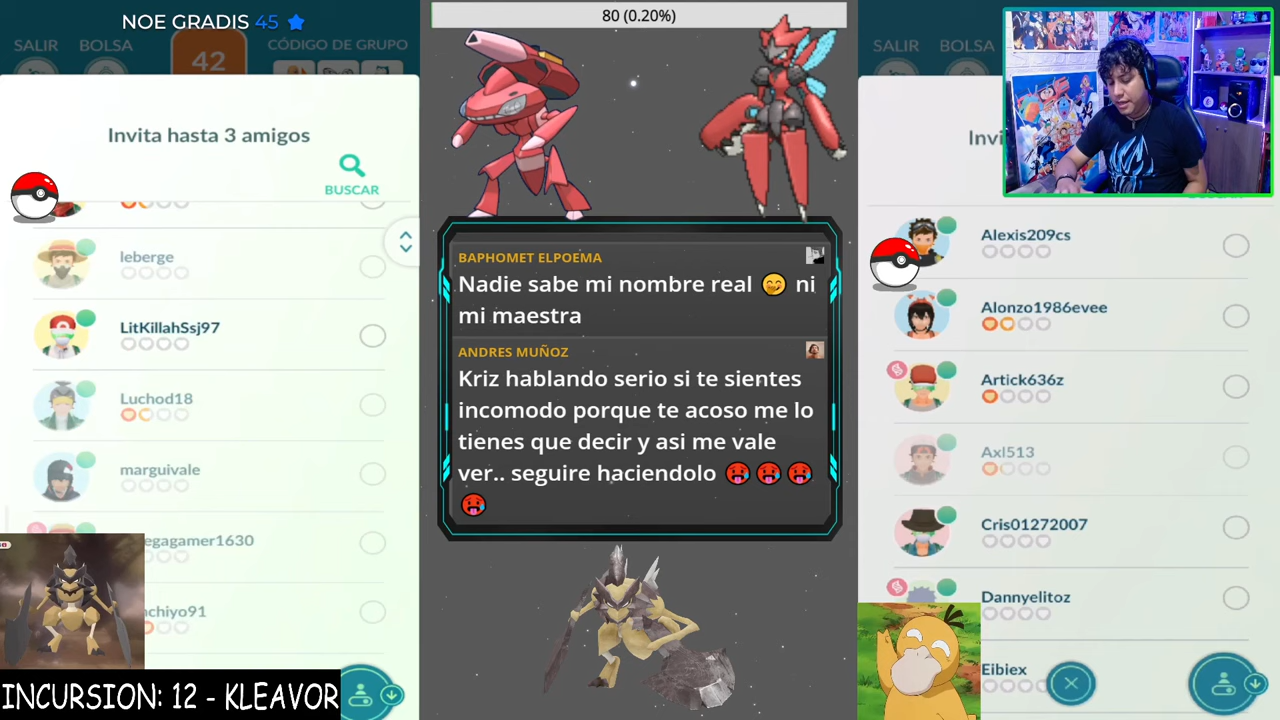 NOE GRADIS 45
SALIR
BOLSA
42
CÓDIGO DE GRUPO
Invita hasta 3 amigos
BUSCAR
leberge
LitKillahSsj97
Luchod18
marguivale
egagamer1630
nchiyo91
INCURSION: 12 - KLEAVOR
80 (0.20%)
BAPHOMET ELPOEMA
Nadie sabe mi nombre real 🤭 ni
mi maestra
ANDRES MUÑOZ
Kriz hablando serio si te sientes
incomodo porque te acoso me lo
tienes que decir y asi me vale
ver.. seguire haciendolo 🥵 🥵 🥵
🥵
SALIR
BOLSA
Invi
Alexis209cs
Alonzo1986evee
Artick636z
Axl513
Cris01272007
Dannyelitoz
Eibiex